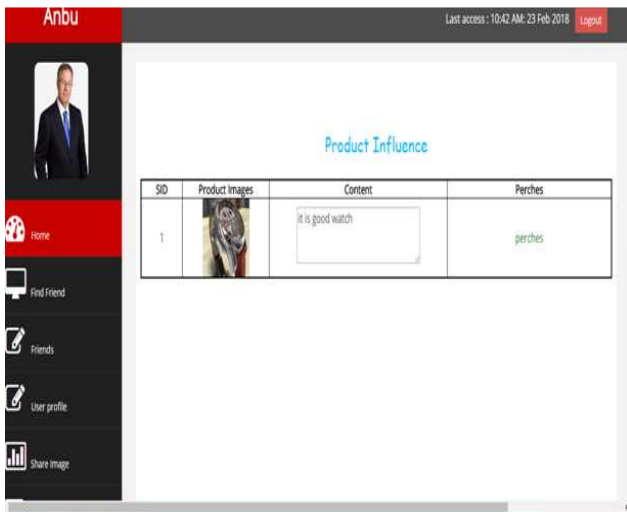 Anbu
Last access : 10:42 AM: 23 Feb 2018 Logout
Product Influence
SID Product Images Content Perches
1 it is good watch perches
Home
Find Friend
Friends
User profile
Share Image